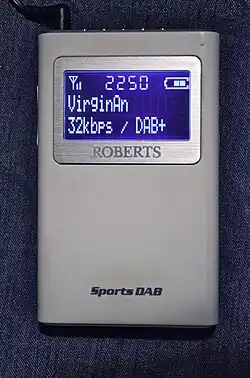 2250
VirginAn
32kbps / DAB+
ROBERTS
Sports DAB